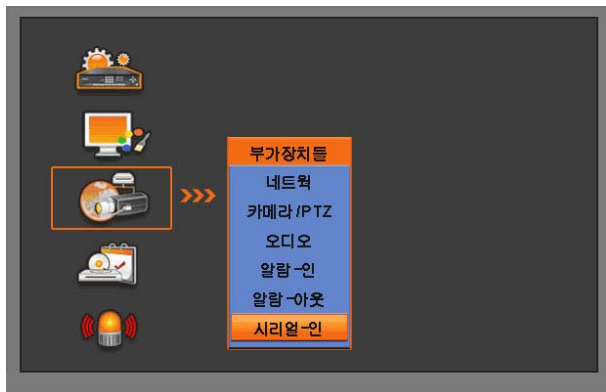 부가장치들
네트웍
카메라/PTZ
오디오
알람-인
알람-아웃
시리얼-인